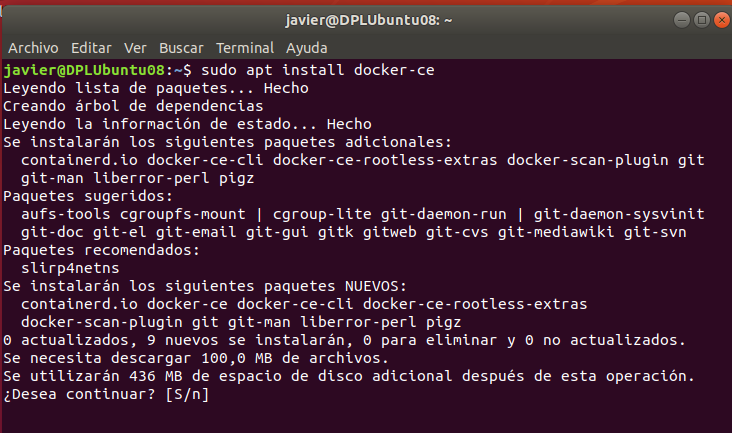 javier@DPLUbuntu08: ~
Archivo Editar Ver Buscar Terminal Ayuda
javier@DPLUbuntu08:~$ sudo apt install docker-ce
Leyendo lista de paquetes... Hecho
Creando árbol de dependencias
Leyendo la información de estado... Hecho
Se instalarán los siguientes paquetes adicionales:
  containerd.io docker-ce-cli docker-ce-rootless-extras docker-scan-plugin git
  git-man liberror-perl pigz
Paquetes sugeridos:
  aufs-tools cgroupfs-mount | cgroup-lite git-daemon-run | git-daemon-sysvinit
  git-doc git-el git-email git-gui gitk gitweb git-cvs git-mediawiki git-svn
Paquetes recomendados:
  slirp4netns
Se instalarán los siguientes paquetes NUEVOS:
  containerd.io docker-ce docker-ce-cli docker-ce-rootless-extras
  docker-scan-plugin git git-man liberror-perl pigz
0 actualizados, 9 nuevos se instalarán, 0 para eliminar y 0 no actualizados.
Se necesita descargar 100,0 MB de archivos.
Se utilizarán 436 MB de espacio de disco adicional después de esta operación.
¿Desea continuar? [S/n]